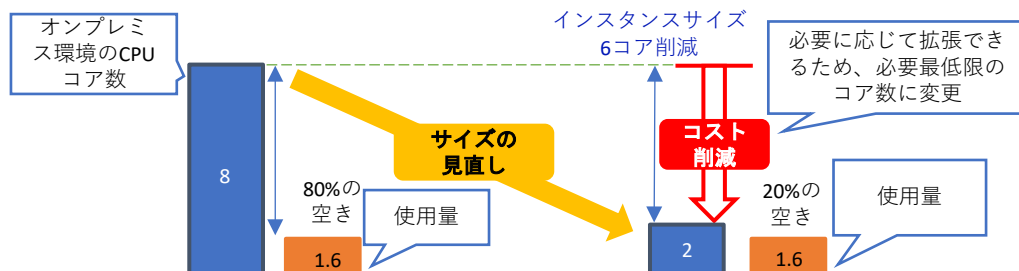 オンプレミ
ス環境のCPU
コア数
インスタンスサイズ
6コア削減
必要に応じて拡張でき
るため、必要最低限の
コア数に変更
サイズの
見直し
コスト
削減
8
80%の
空き
使用量
1.6
2
20%の
空き
使用量
1.6